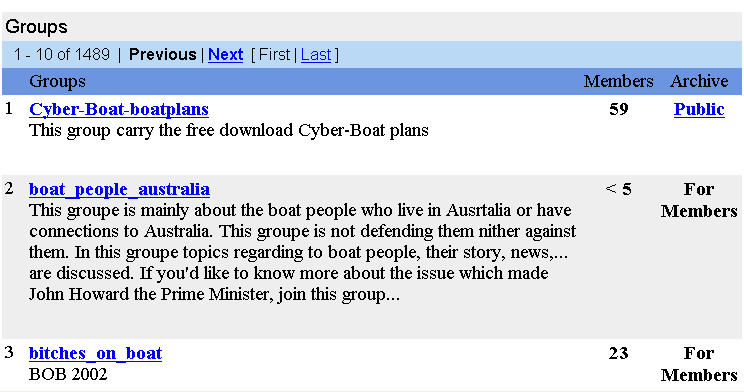 Groups
1 - 10 of 1489 | Previous | Next [ First | Last ]
Groups Members Archive
1 Cyber-Boat-boatplans 59 Public
This group carry the free download Cyber-Boat plans
2 boat_people_australia < 5 For
This groupe is mainly about the boat people who live in Ausrtalia or have Members
connections to Australia. This groupe is not defending them nither against
them. In this groupe topics regarding to boat people, their story, news,...
are discussed. If you'd like to know more about the issue which made
John Howard the Prime Minister, join this group...
3 bitches_on_boat 23 For
BOB 2002 Members